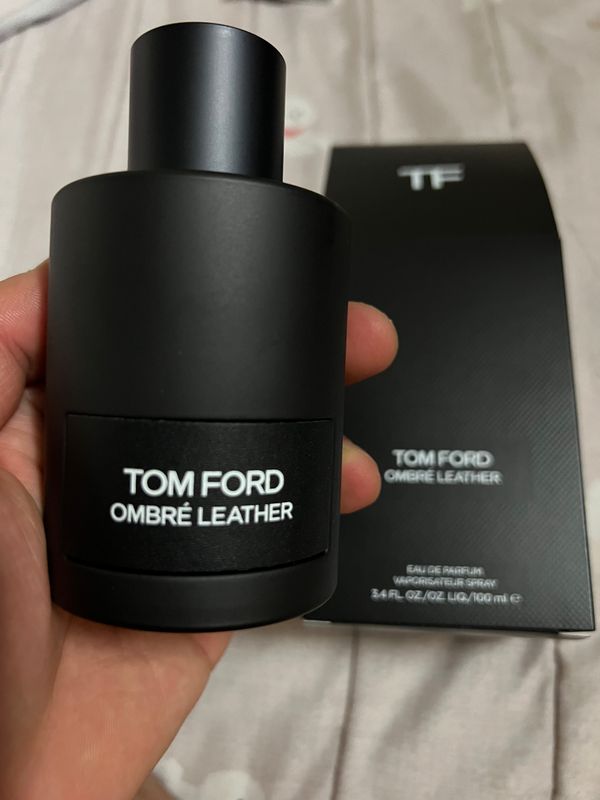 TOM FORD
OMBRÉ LEATHER
TF
TOM FORD
OMBRÉ LEATHER
EAU DE PARFUM
VAPORISATEUR SPRAY
3.4 FL. OZ./OZ. LIQ./100 ml ℮